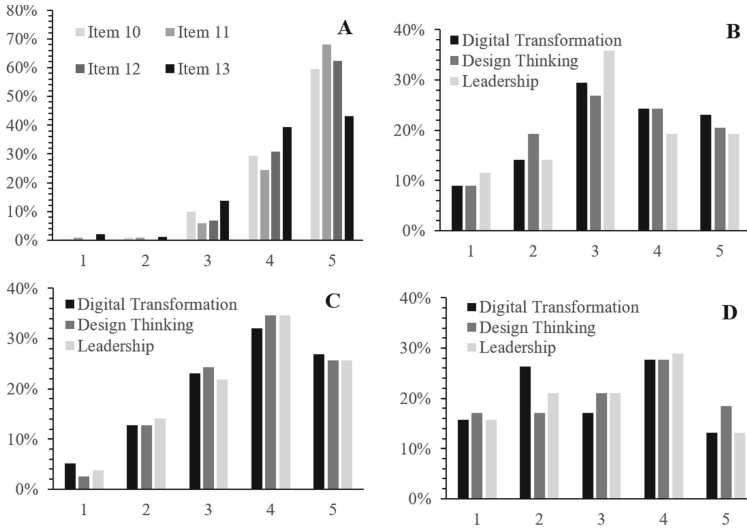 80%
70%
60%
50%
40%
30%
20%
10%
0%
Item 10 Item 11
Item 12 Item 13
A
1 2 3 4 5
40%
30%
20%
10%
0%
Digital Transformation
Design Thinking
Leadership
B
1 2 3 4 5
40%
30%
20%
10%
0%
Digital Transformation
Design Thinking
Leadership
C
1 2 3 4 5
40%
30%
20%
10%
0%
Digital Transformation
Design Thinking
Leadership
D
1 2 3 4 5